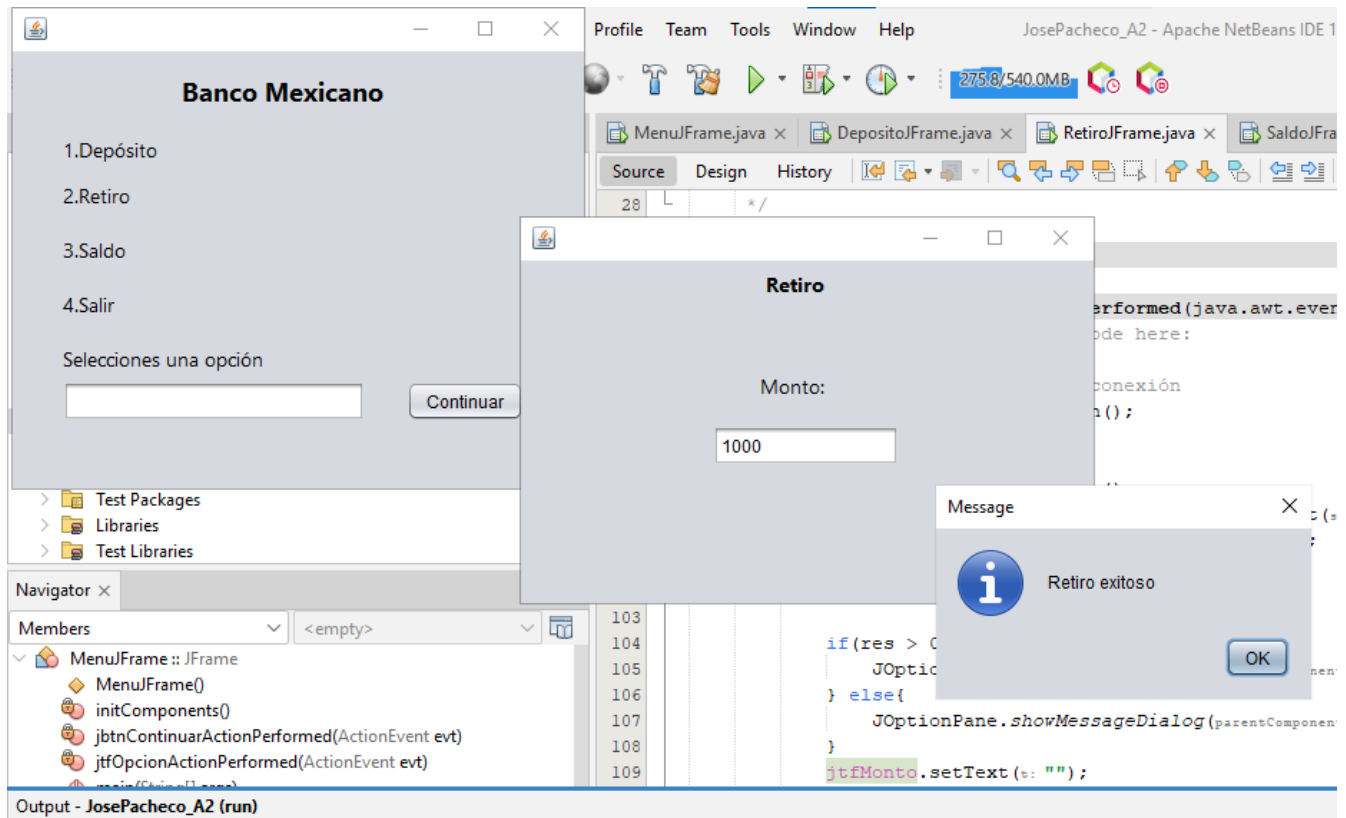 Banco Mexicano
1.Depósito
2.Retiro
3.Saldo
4.Salir
Selecciones una opción
Continuar
Profile Team Tools Window Help JosePacheco_A2 - Apache NetBeans IDE 1
275.8/540.0MB
MenuJFrame.java DepositoJFrame.java RetiroJFrame.java SaldoJFra
Source Design History
28 */
erformed(java.awt.ever
ode here:
conexión
n();
Retiro
Monto:
1000
Message
Retiro exitoso
OK
Test Packages
Libraries
Test Libraries
Navigator
Members <empty>
MenuJFrame :: JFrame
MenuJFrame()
initComponents()
jbtnContinuarActionPerformed(ActionEvent evt)
jtfOpcionActionPerformed(ActionEvent evt)
103
104 if(res >
105 JOptio
106 } else{
107 JOptionPane.showMessageDialog(parentComponent
108 }
109 jtfMonto.setText(t: "");
Output - JosePacheco_A2 (run)